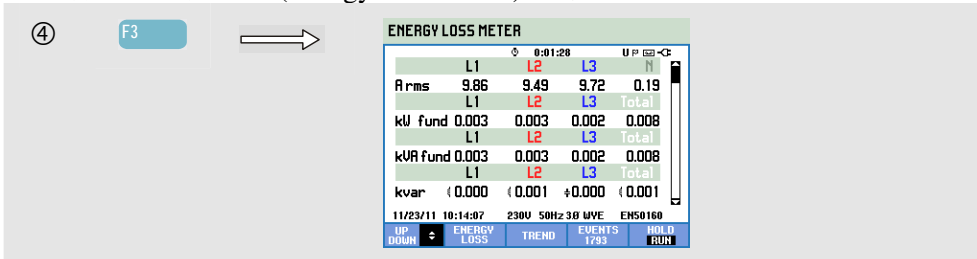 ④ F3 ENERGY LOSS METER
0:01:28 U
L1 L2 L3 N
A rms 9.86 9.49 9.72 0.19
L1 L2 L3 Total
kW fund 0.003 0.003 0.002 0.008
L1 L2 L3 Total
kVA fund 0.003 0.003 0.002 0.008
L1 L2 L3 Total
kvar 0.000 0.001 0.000 0.001
11/23/11 10:14:07 230V 50Hz 3.0 WYE EN50160
UP DOWN ENERGY LOSS TREND EVENTS 1793 HOLD RUN